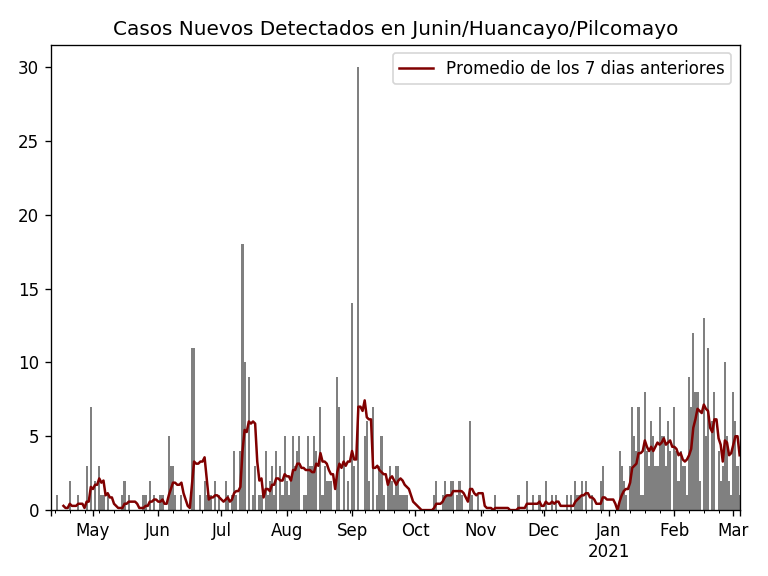 Casos Nuevos Detectados en Junin/Huancayo/Pilcomayo
Promedio de los 7 dias anteriores
30
25
20
15
10
5
0
May Jun Jul Aug Sep Oct Nov Dec Jan Feb Mar
2021